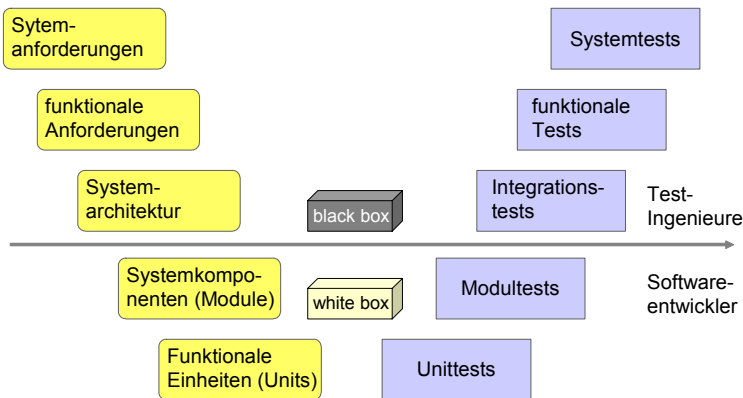 Sytem-
anforderungen
Systemtests
funktionale
Anforderungen
funktionale
Tests
System-
architektur
black box
Integrations-
tests
Test-
Ingenieure
Systemkompo-
nenten (Module)
white box
Modultests
Software-
entwickler
Funktionale
Einheiten (Units)
Unittests